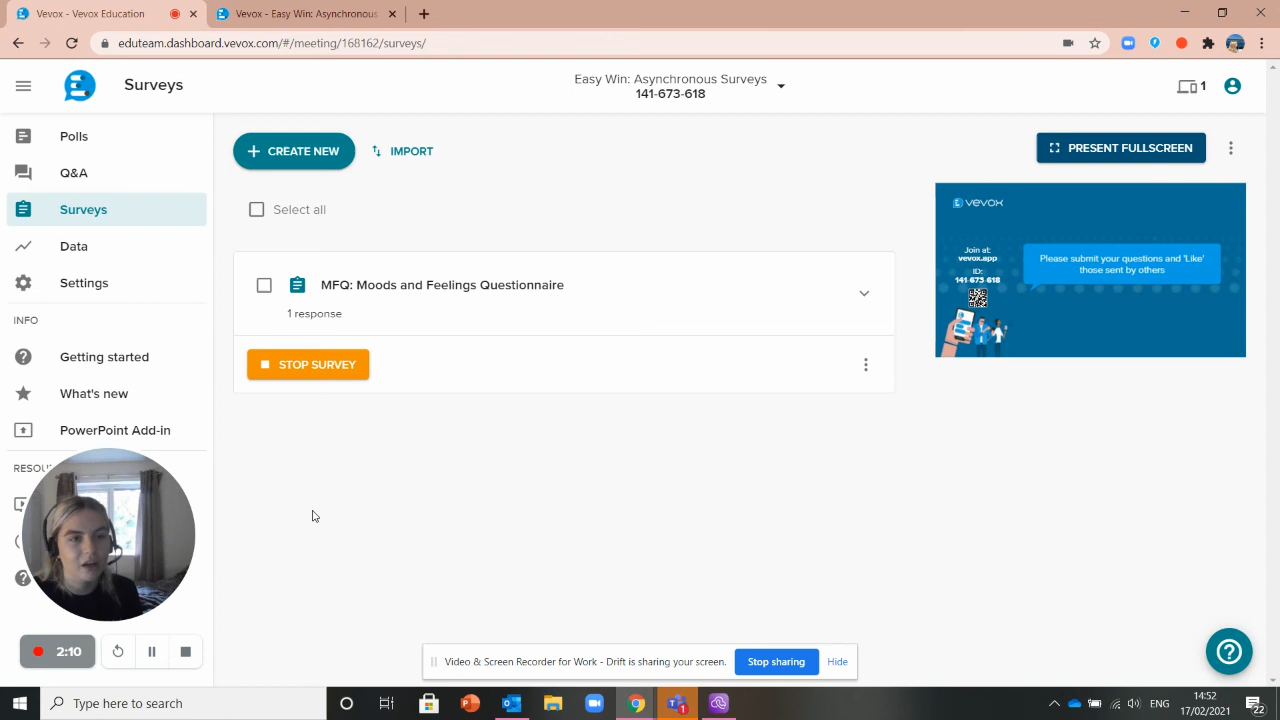 Vevox - Vevox Education
Vevox - Easy Win: Asynchronous
eduteam.dashboard.vevox.com/#/meeting/168162/surveys/
Surveys
Easy Win: Asynchronous Surveys
141-673-618
1
Polls
Q&A
Surveys
Data
Settings
INFO
Getting started
What's new
PowerPoint Add-in
CREATE NEW
IMPORT
PRESENT FULLSCREEN
Select all
MFQ: Moods and Feelings Questionnaire
1 response
STOP SURVEY
vevox
Join at:
vevox.app
ID:
141-673-618
Please submit your questions and 'Like'
those sent by others
2:10
Video & Screen Recorder for Work - Drift is sharing your screen.
Stop sharing
Hide
Type here to search
1
ENG
14:52
17/02/2021
22